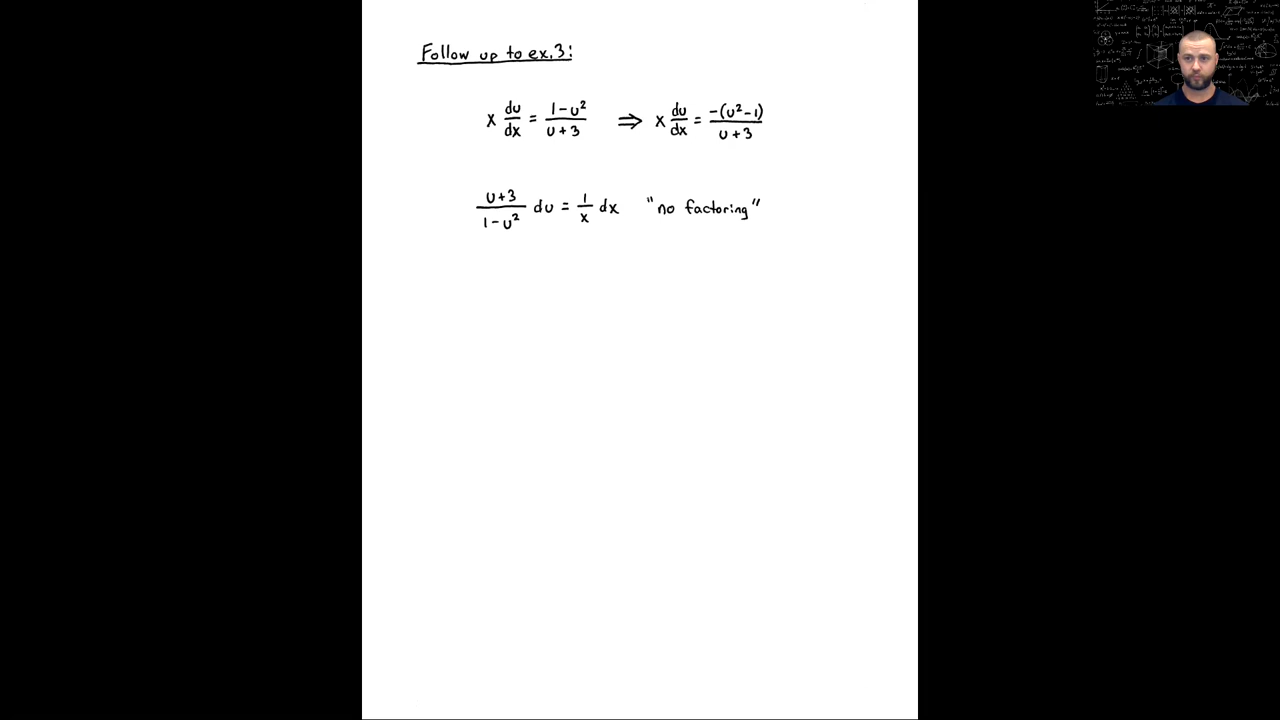 Follow up to ex.3:
x du/dx = (1-u²)/(u+3) ⟹ x du/dx = -(u²-1)/(u+3)
(u+3)/(1-u²) du = 1/x dx "no factoring"